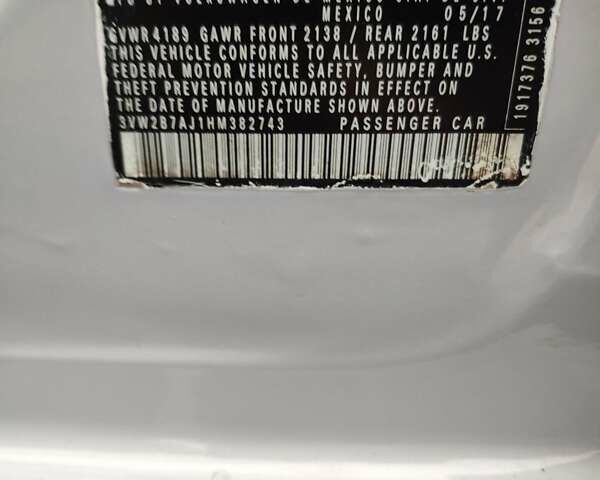 MEXICO 05/17
GVWR 4189 GAWR FRONT 2138 / REAR 2161 LBS
THIS VEHICLE CONFORMS TO ALL APPLICABLE U.S.
FEDERAL MOTOR VEHICLE SAFETY, BUMPER AND
THEFT PREVENTION STANDARDS IN EFFECT ON THE
DATE OF MANUFACTURE SHOWN ABOVE.
3VW2B7AJ1HM382743 PASSENGER CAR
1917376 3156